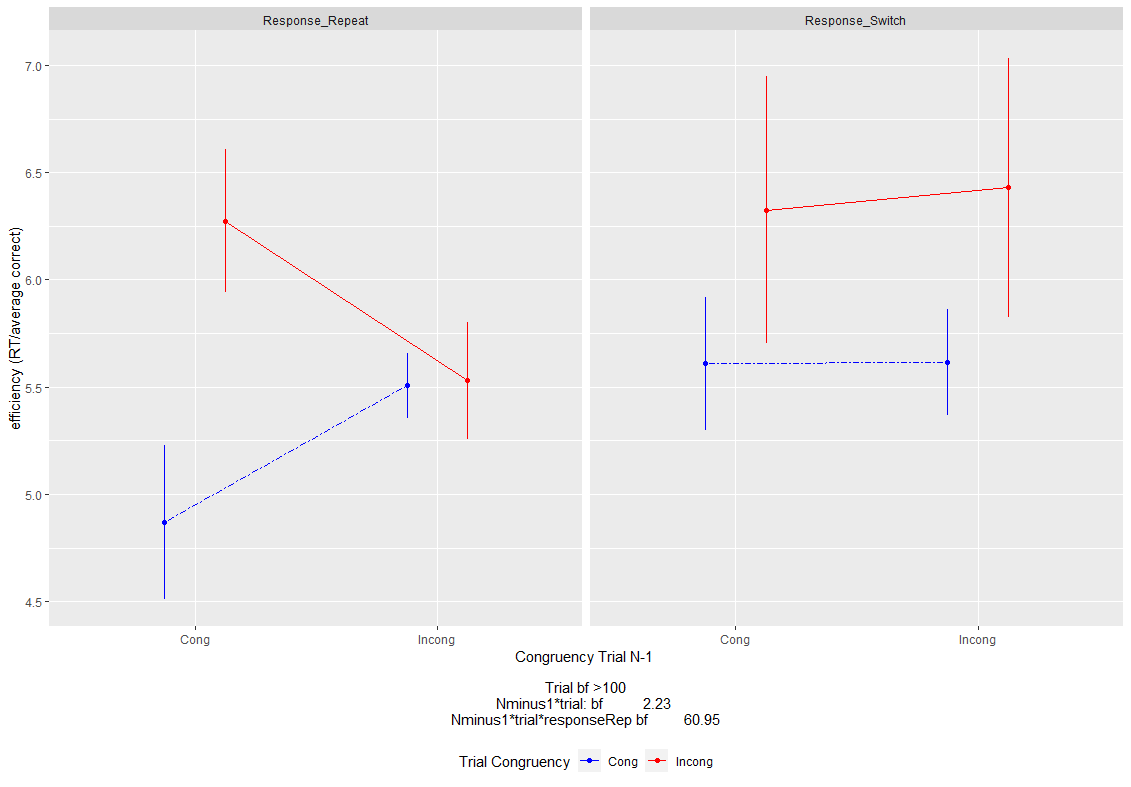 Response_Repeat
Response_Switch
efficiency (RT/average correct)
7.0
6.5
6.0
5.5
5.0
4.5
Cong
Incong
Cong
Incong
Congruency Trial N-1
Trial bf >100
Nminus1*trial: bf 2.23
Nminus1*trial*responseRep bf 60.95
Trial Congruency Cong Incong